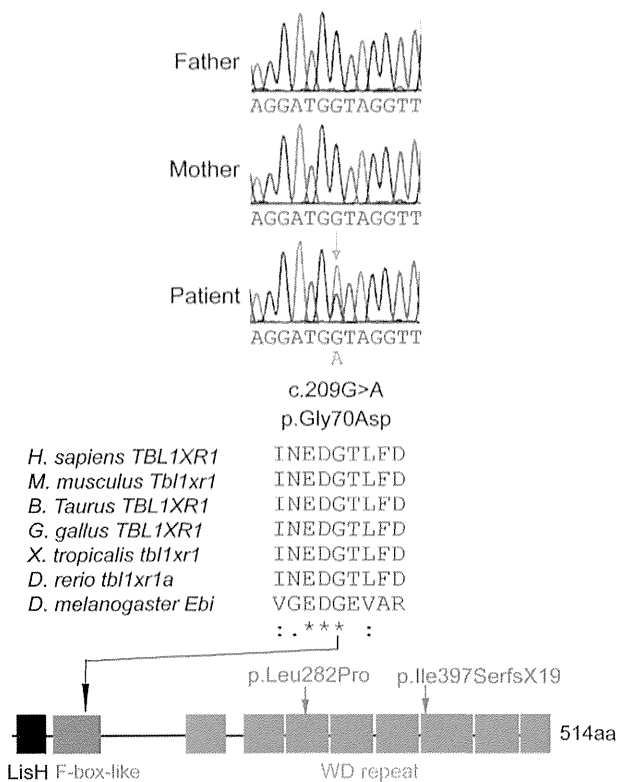 Father
AGGATGGTAGGTT
Mother
AGGATGGTAGGTT
Patient
AGGATGGTAGGTT
A
c.209G>A
p.Gly70Asp
H. sapiens TBL1XR1 INEDGTLFD
M. musculus Tbl1xr1 INEDGTLFD
B. Taurus TBL1XR1 INEDGTLFD
G. gallus TBL1XR1 INEDGTLFD
X. tropicalis tbl1xr1 INEDGTLFD
D. rerio tbl1xr1a INEDGTLFD
D. melanogaster Ebi VGEDGEVAR
:.*** :
p.Leu282Pro p.Ile397SerfsX19
514aa
LisH F-box-like WD repeat